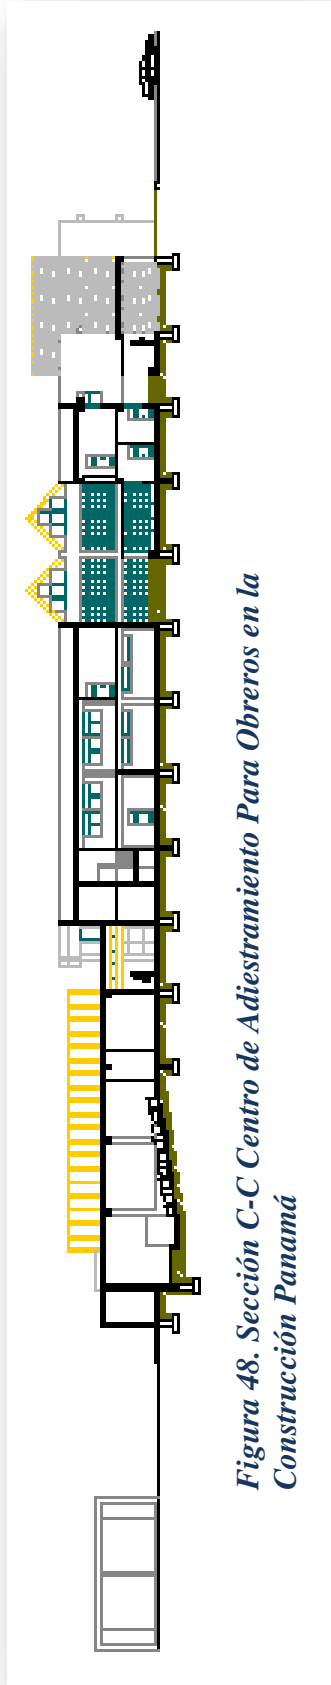 Figura 48. Sección C-C Centro de Adiestramiento Para Obreros en la
Construcción Panamá